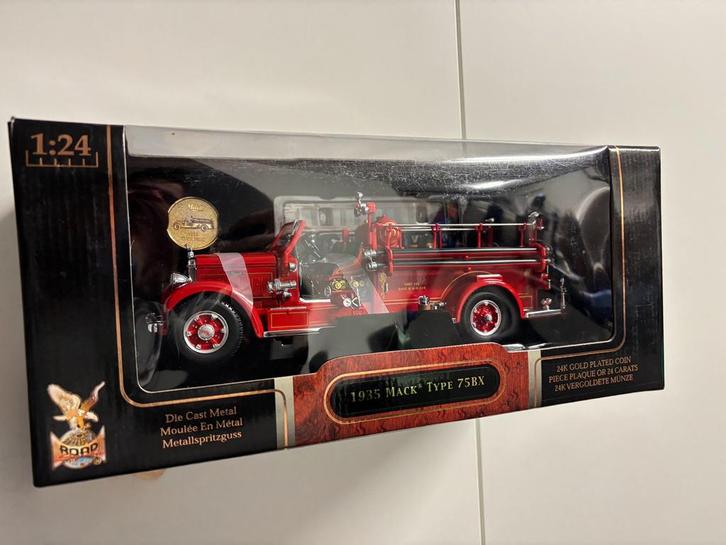 1:24
1935 MACK® TYPE 75BX
Die Cast Metal
Moulée En Métal
Metallspritzguss
24K GOLD PLATED COIN
PIECE PLAQUE OR 24 CARATS
24K VERGOLDETE MÜNZE
ROAD